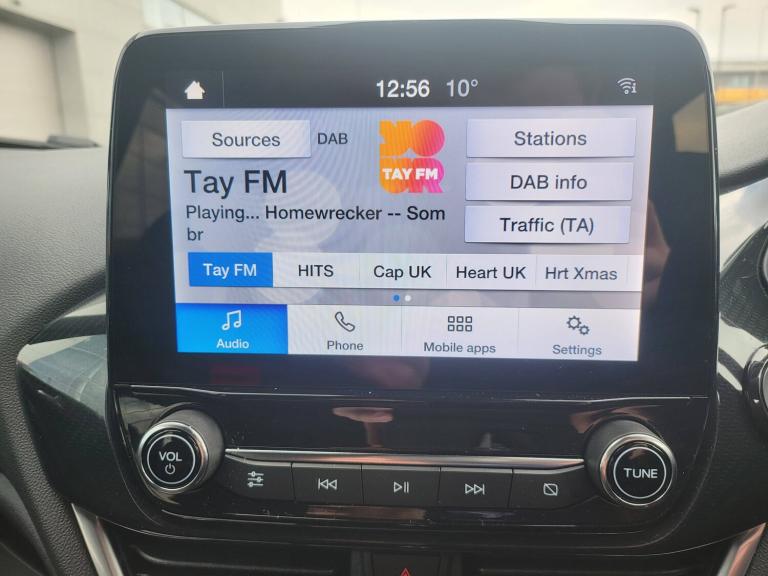 12:56 10°
Sources DAB
YOUR
TAY FM
Stations
Tay FM
DAB info
Playing... Homewrecker -- Som
br
Traffic (TA)
Tay FM HITS Cap UK Heart UK Hrt Xmas
Audio Phone Mobile apps Settings
VOL
TUNE